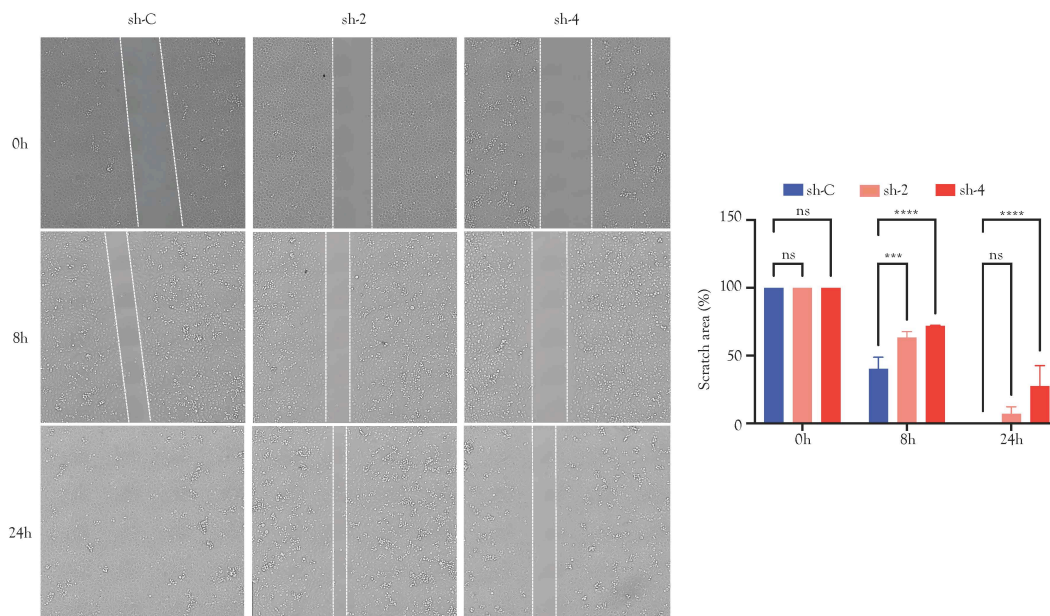 sh-C sh-2 sh-4
0h
8h
24h
sh-C sh-2 sh-4
Scratch area (%)
150
100
50
0
ns
ns
****
***
****
ns
0h 8h 24h